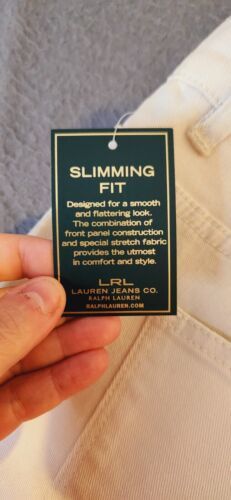 SLIMMING
FIT
Designed for a smooth
and flattering look.
The combination of
front panel construction
and special stretch fabric
provides the utmost
in comfort and style.
LRL
LAUREN JEANS CO.
RALPH LAUREN
RALPHLAUREN.COM